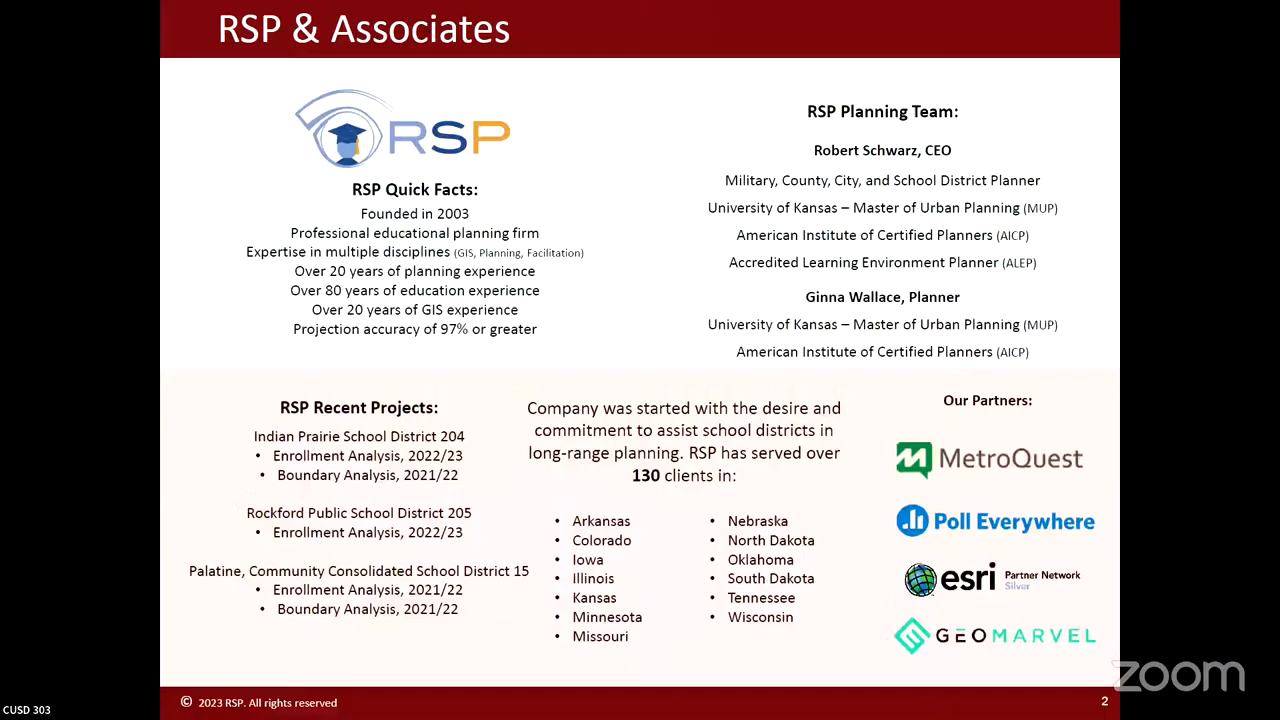 RSP & Associates
RSP
RSP Quick Facts:
Founded in 2003
Professional educational planning firm
Expertise in multiple disciplines (GIS, Planning, Facilitation)
Over 20 years of planning experience
Over 80 years of education experience
Over 20 years of GIS experience
Projection accuracy of 97% or greater
RSP Planning Team:
Robert Schwarz, CEO
Military, County, City, and School District Planner
University of Kansas – Master of Urban Planning (MUP)
American Institute of Certified Planners (AICP)
Accredited Learning Environment Planner (ALEP)
Ginna Wallace, Planner
University of Kansas – Master of Urban Planning (MUP)
American Institute of Certified Planners (AICP)
RSP Recent Projects:
Indian Prairie School District 204
• Enrollment Analysis, 2022/23
• Boundary Analysis, 2021/22
Rockford Public School District 205
• Enrollment Analysis, 2022/23
Palatine, Community Consolidated School District 15
• Enrollment Analysis, 2021/22
• Boundary Analysis, 2021/22
Company was started with the desire and
commitment to assist school districts in
long-range planning. RSP has served over
130 clients in:
• Arkansas
• Colorado
• Iowa
• Illinois
• Kansas
• Minnesota
• Missouri
• Nebraska
• North Dakota
• Oklahoma
• South Dakota
• Tennessee
• Wisconsin
Our Partners:
MetroQuest
Poll Everywhere
esri Partner Network
Silver
GEOMARVEL
zoom
© 2023 RSP. All rights reserved
2
CUSD 303